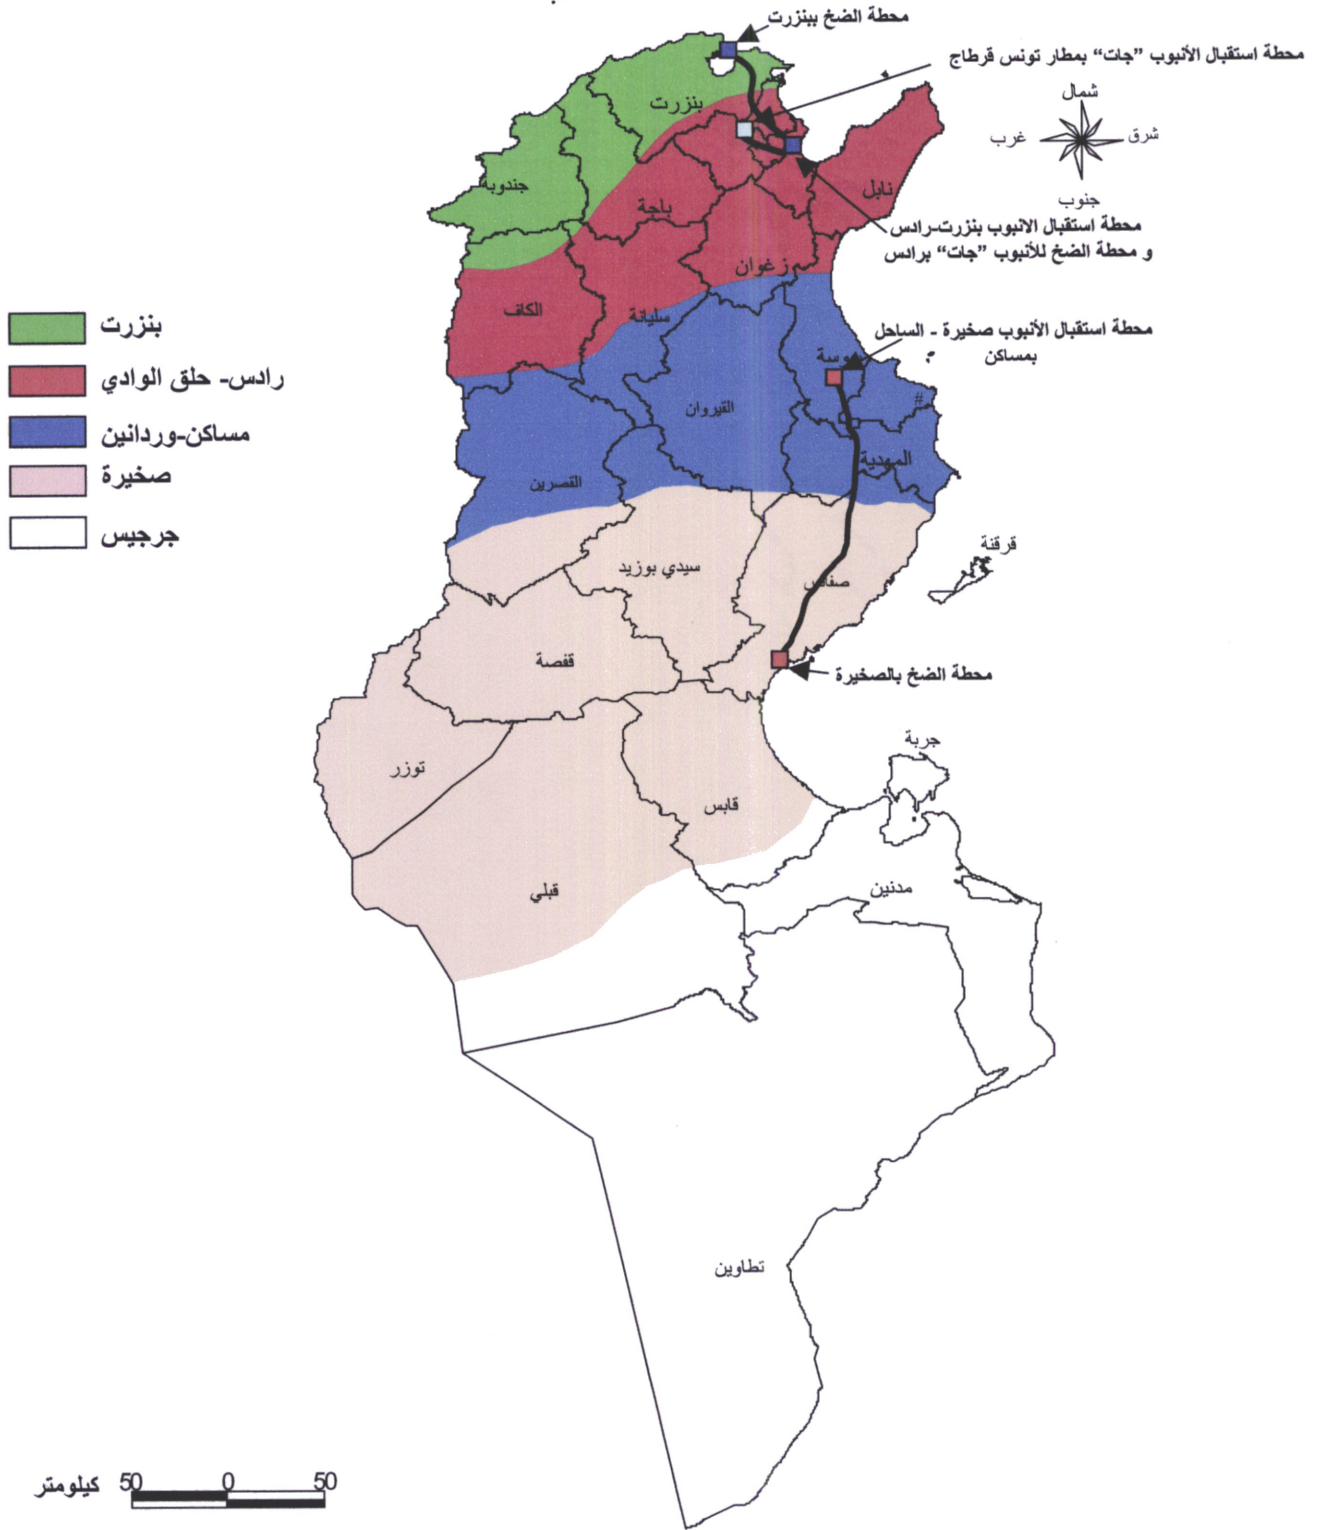 محطة الضخ ببنزرت
محطة استقبال الأنبوب "جات" بمطار تونس قرطاج
شمال
شرق
غرب
جنوب
بنزرت
جندوبة
باجة
نابل
محطة استقبال الانبوب بنزرت-رادس
و محطة الضخ للأنبوب "جات" برادس
زغوان
الكاف
سليانة
محطة استقبال الأنبوب صخيرة - الساحل
بمساكن
وسة
القيروان
#
المهدية
القصرين
بنزرت
رادس- حلق الوادي
مساكن-وردانين
صخيرة
جرجيس
قرقنة
سيدي بوزيد
صفاقس
قفصة
محطة الضخ بالصخيرة
جربة
توزر
قابس
قبلي
مدنين
تطاوين
كيلومتر
50 0 50